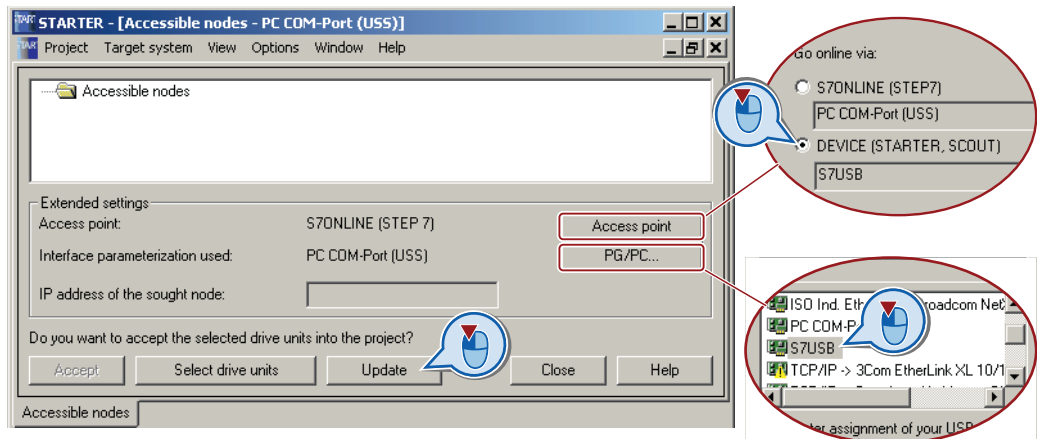 STARTER - [Accessible nodes - PC COM-Port (USS)]
Project Target system View Options Window Help
Accessible nodes
Extended settings
Access point: S7ONLINE (STEP 7) Access point
Interface parameterization used: PC COM-Port (USS) PG/PC...
IP address of the sought node:
Do you want to accept the selected drive units into the project?
Accept Select drive units Update Close Help
Accessible nodes
Go online via:
S7ONLINE (STEP7)
PC COM-Port (USS)
DEVICE (STARTER, SCOUT)
S7USB
ISO Ind.
PC COM-P
S7USB
TCP/IP -> 3Com EtherLink XL 10/1
assignment of your USB